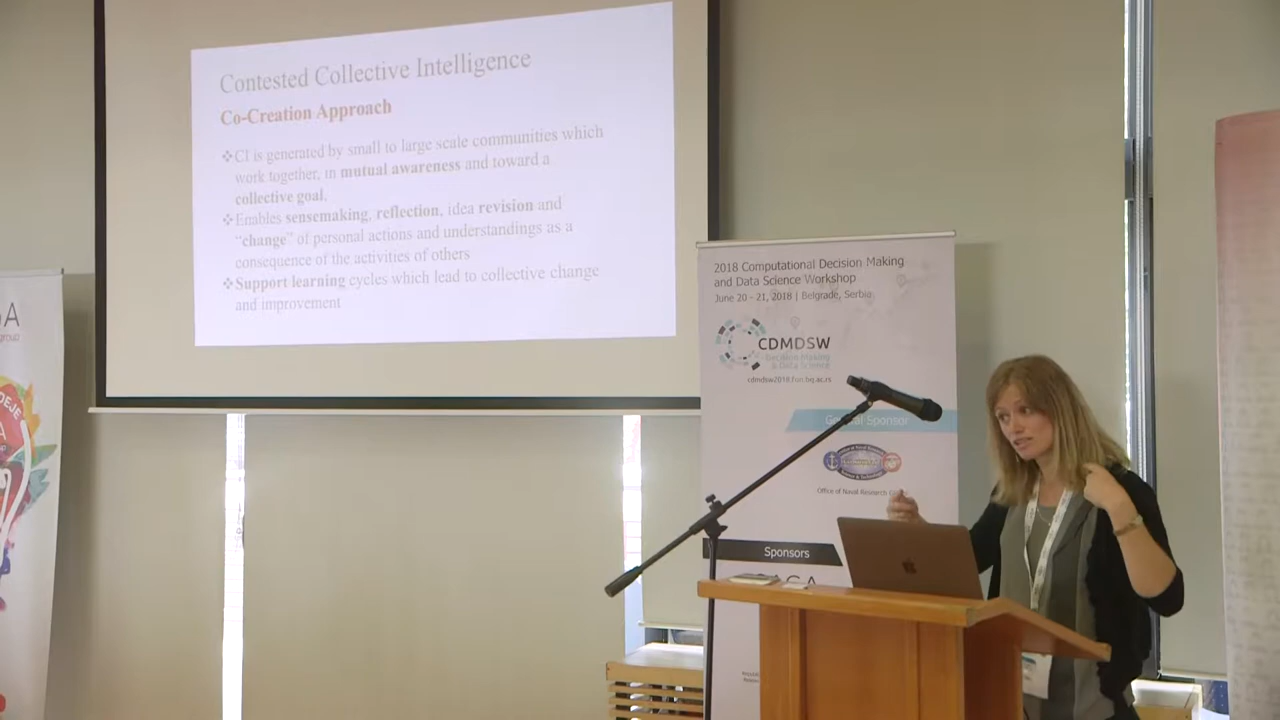 Contested Collective Intelligence
Co-Creation Approach
❖CI is generated by small to large scale communities which
work together, in mutual awareness and toward a
collective goal.
❖Enables sensemaking, reflection, idea revision and
"change" of personal actions and understandings as a
consequence of the activities of others
❖Support learning cycles which lead to collective change
and improvement
2018 Computational Decision Making
and Data Science Workshop
June 20 - 21, 2018 | Belgrade, Serbia
CDMDSW
Decision Making
& Data Science
cdmdsw2018.fon.bg.ac.rs
General Sponsor
Office of Naval Research
Sponsors
group